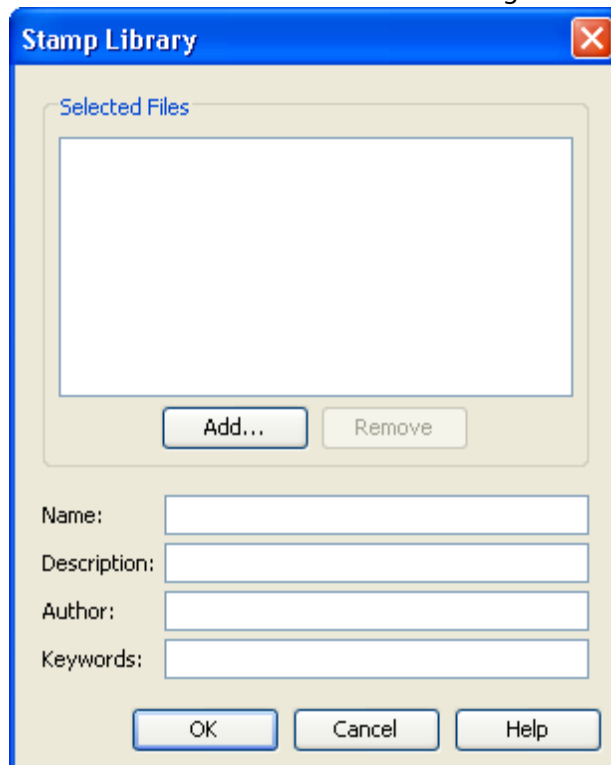 Stamp Library
Selected Files
Add... Remove
Name:
Description:
Author:
Keywords:
OK Cancel Help